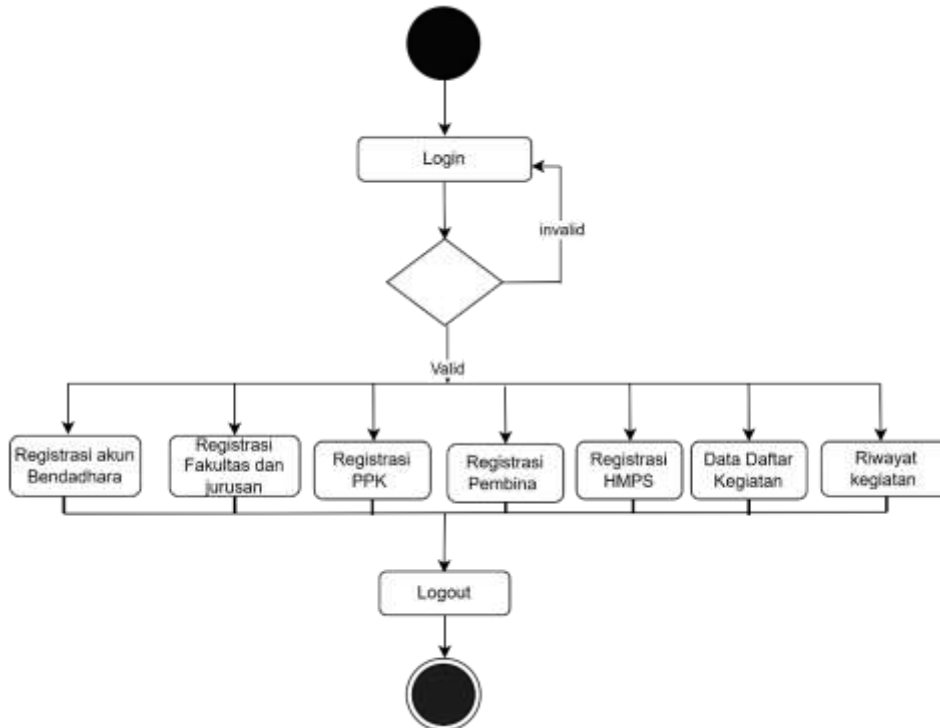 Login
invalid
Valid
Registrasi akun
Bendadhara
Registrasi
Fakultas dan
jurusan
Registrasi
PPK
Registrasi
Pembina
Registrasi
HMPS
Data Daftar
Kegiatan
Riwayat
kegiatan
Logout